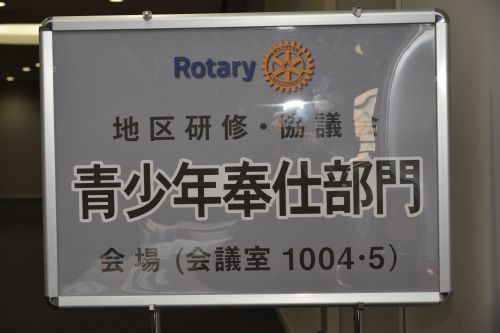 Rotary
地区研修・協議会
青少年奉仕部門
会場 (会議室 1004・5)